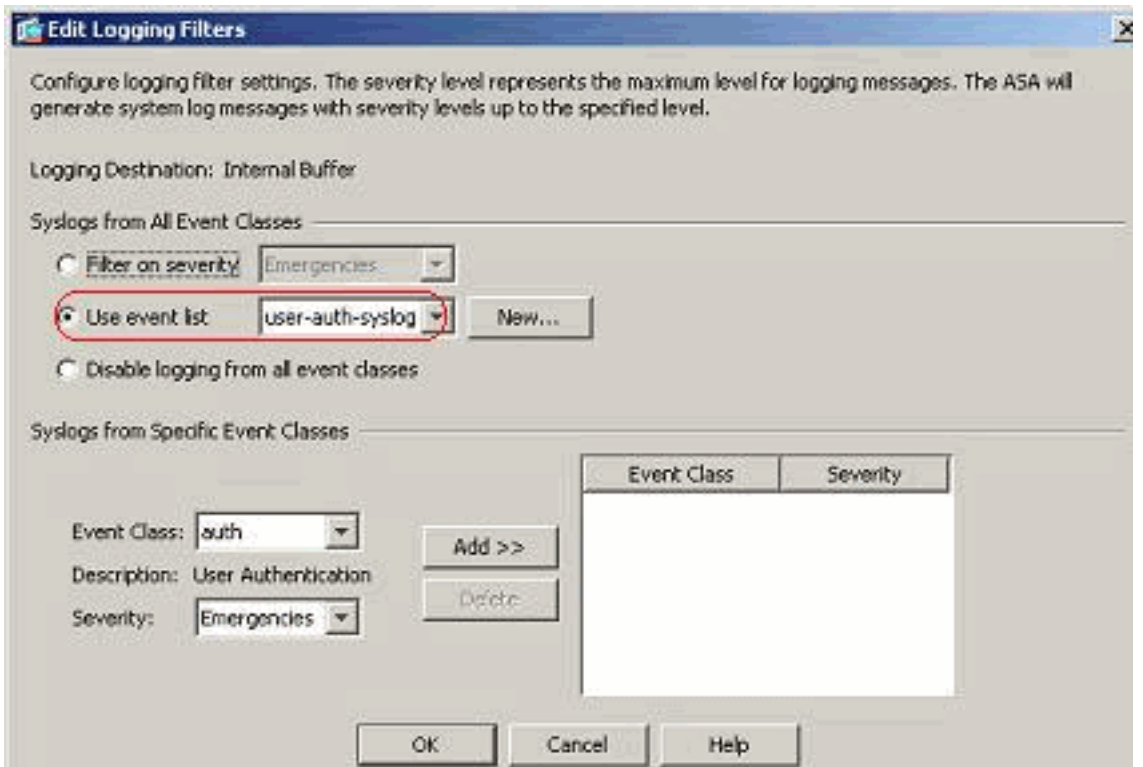 Edit Logging Filters
Configure logging filter settings. The severity level represents the maximum level for logging messages. The ASA will
generate system log messages with severity levels up to the specified level.
Logging Destination: Internal Buffer
Syslogs from All Event Classes
Filter on severity Emergencies
Use event list user-auth-syslog New...
Disable logging from all event classes
Syslogs from Specific Event Classes
Event Class Severity
Event Class: auth
Add >>
Description: User Authentication
Delete
Severity: Emergencies
OK Cancel Help